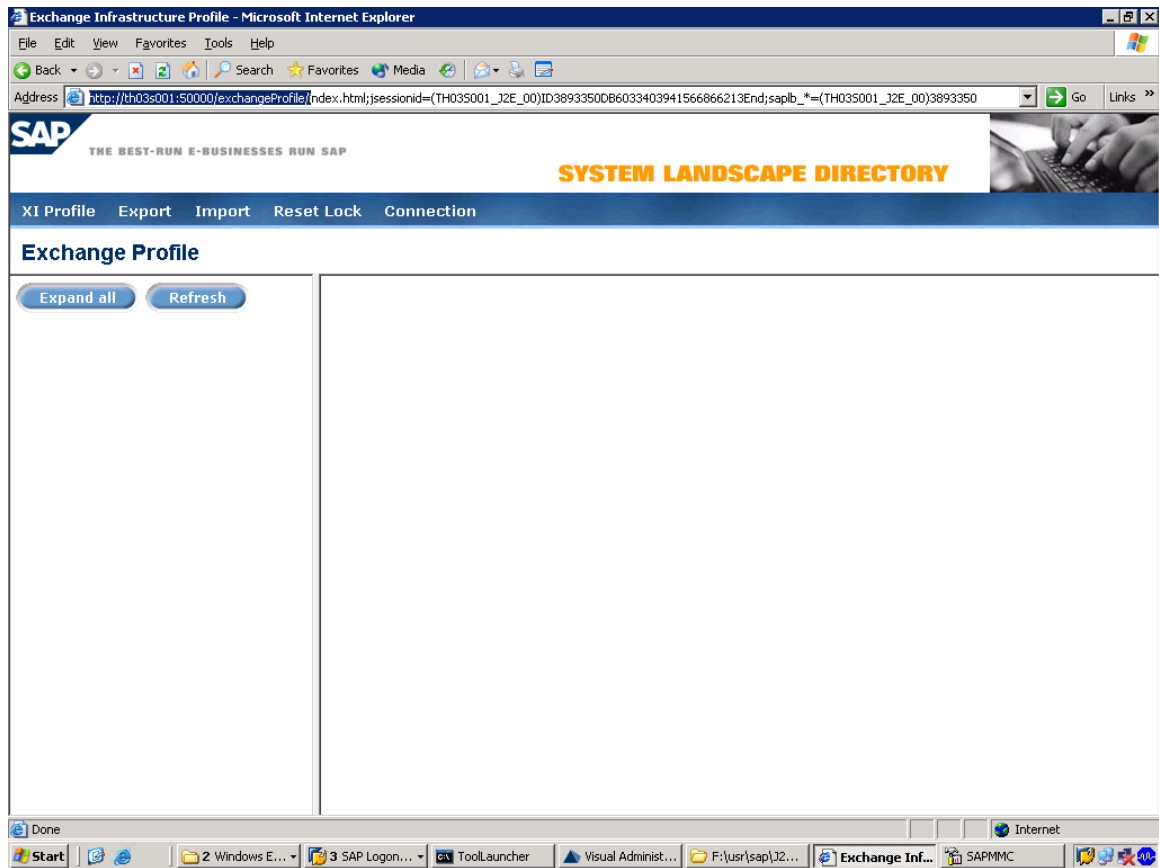 Exchange Infrastructure Profile - Microsoft Internet Explorer
File Edit View Favorites Tools Help
Back Search Favorites Media
Address http://th03s001:50000/exchangeProfile/index.html;jsessionid=(TH03S001_J2E_00)ID3893350DB60334039415668662​13End;saplb_*=(TH03S001_J2E_00)3893350 Go Links »
SAP THE BEST-RUN E-BUSINESSES RUN SAP
SYSTEM LANDSCAPE DIRECTORY
XI Profile Export Import Reset Lock Connection
Exchange Profile
Expand all Refresh
Done Internet
Start 2 Windows E... 3 SAP Logon... ToolLauncher Visual Administ... F:\usr\sap\J2... Exchange Inf... SAPMMC